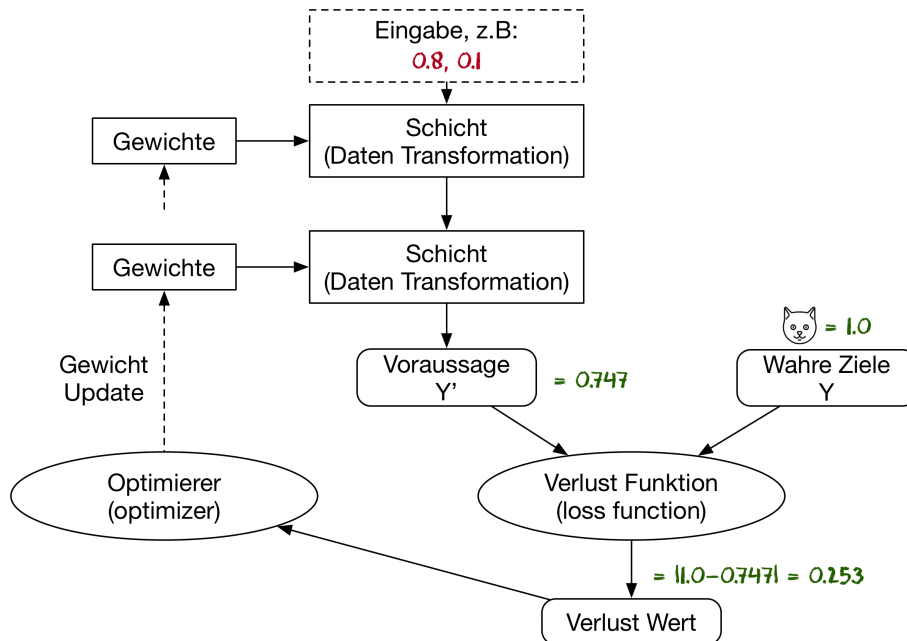 Eingabe, z.B:
0.8, 0.1
Gewichte
Schicht
(Daten Transformation)
Gewichte
Schicht
(Daten Transformation)
Gewicht
Update
Voraussage
Y’
= 0.747
= 1.0
Wahre Ziele
Y
Optimierer
(optimizer)
Verlust Funktion
(loss function)
= |1.0-0.747| = 0.253
Verlust Wert